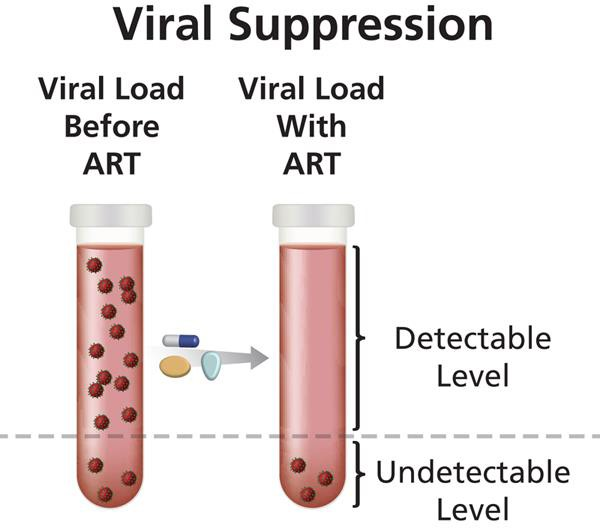 Viral Suppression
Viral Load
Before
ART
Viral Load
With
ART
Detectable
Level
Undetectable
Level